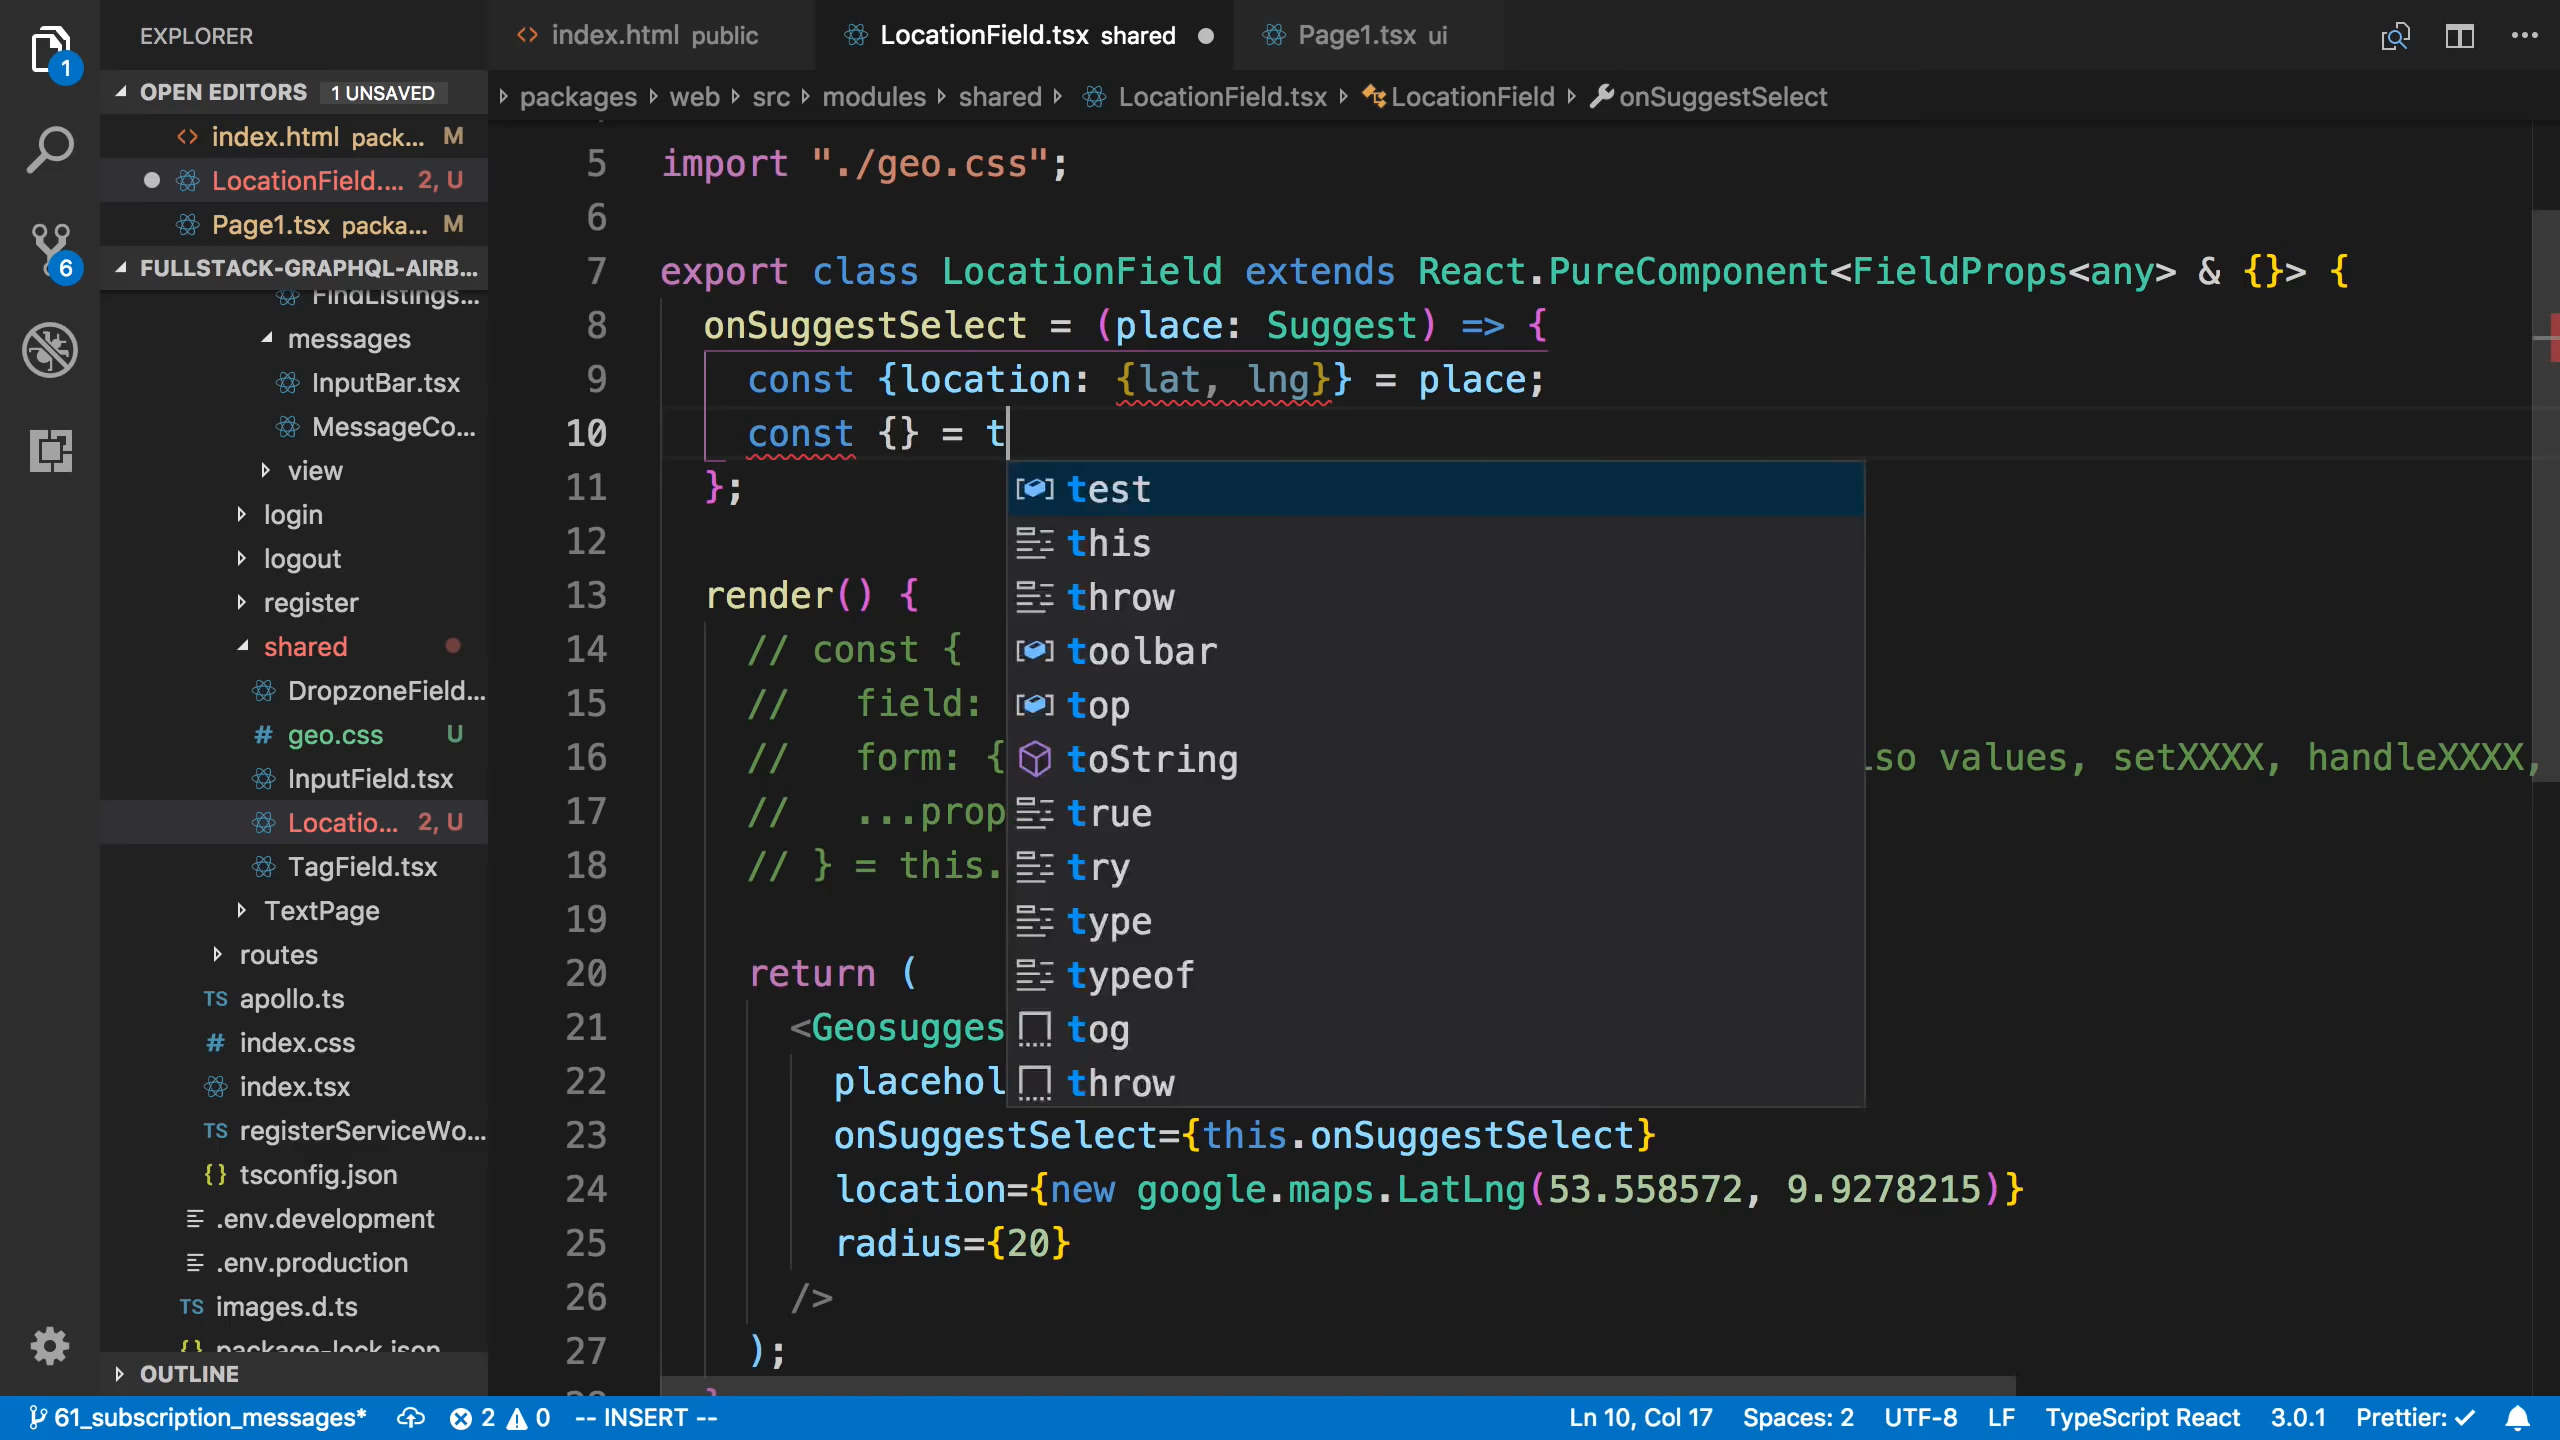 EXPLORER
index.html public
LocationField.tsx shared
Page1.tsx ui
1
OPEN EDITORS 1 UNSAVED
packages web src modules shared LocationField.tsx LocationField onSuggestSelect
index.html pack... M
LocationField.... 2, U
Page1.tsx packa... M
6
FULLSTACK-GRAPHQL-AIRB...
FindListings...
messages
InputBar.tsx
MessageCo...
view
login
logout
register
shared
DropzoneField...
geo.css U
InputField.tsx
Locatio... 2, U
TagField.tsx
TextPage
routes
TS apollo.ts
# index.css
index.tsx
TS registerServiceWo...
{} tsconfig.json
.env.development
.env.production
TS images.d.ts
{} package-lock.json
OUTLINE
5 import "./geo.css";
6
7 export class LocationField extends React.PureComponent<FieldProps<any> & {}> {
8 onSuggestSelect = (place: Suggest) => {
9 const {location: {lat, lng}} = place;
10 const {} = t
11 };
12
13 render() {
14 // const {
15 // field:
16 // form: { so values, setXXXX, handleXXXX,
17 // ...prop
18 // } = this.
19
20 return (
21 <Geosugges
22 placehol
23 onSuggestSelect={this.onSuggestSelect}
24 location={new google.maps.LatLng(53.558572, 9.9278215)}
25 radius={20}
26 />
27 );
test
this
throw
toolbar
top
toString
true
try
type
typeof
tog
throw
61_subscription_messages* 2 0 -- INSERT -- Ln 10, Col 17 Spaces: 2 UTF-8 LF TypeScript React 3.0.1 Prettier: ✓